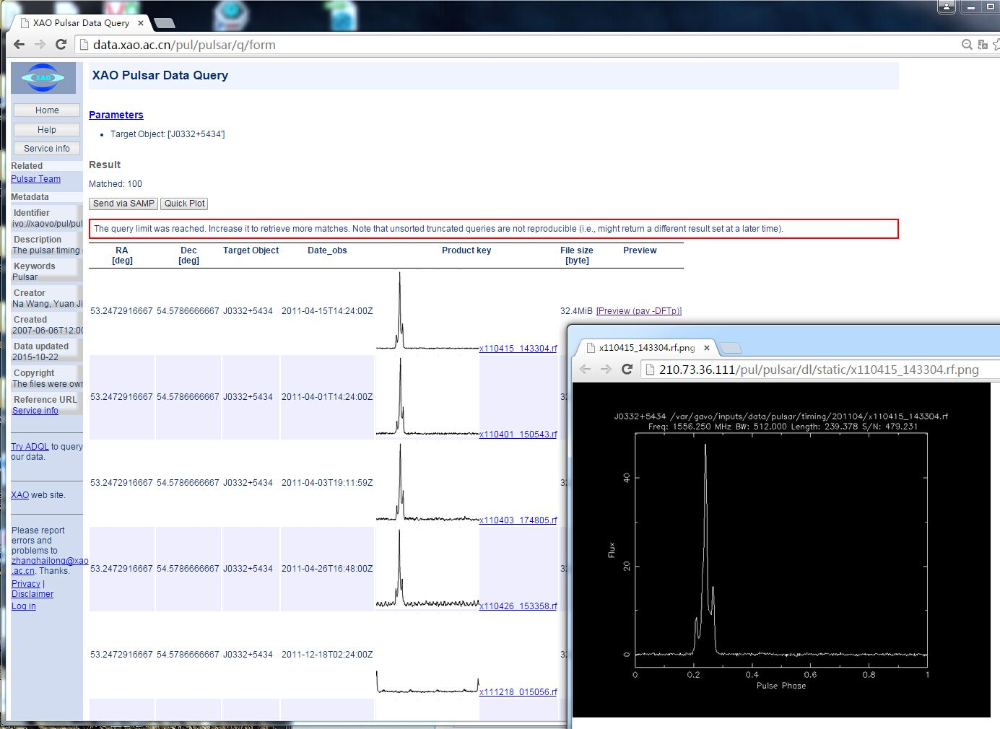 XAO Pulsar Data Query
data.xao.ac.cn/pul/pulsar/q/form
XAO
XAO Pulsar Data Query
Home
Help
Service info
Related
Pulsar Team
Metadata
Identifier
ivo://xaovo/pul/pul
Description
The pulsar timing
Keywords
Pulsar
Creator
Na Wang, Yuan Ji
Created
2007-06-06T12:00
Data updated
2015-10-22
Copyright
The files were owr
Reference URL
Service info
Try ADQL to query
our data.
XAO web site.
Please report
errors and
problems to
zhanghailong@xao
.ac.cn. Thanks.
Privacy |
Disclaimer
Log in
Parameters
• Target Object: ['J0332+5434']
Result
Matched: 100
Send via SAMP Quick Plot
The query limit was reached. Increase it to retrieve more matches. Note that unsorted truncated queries are not reproducible (i.e., might return a different result set at a later time).
RA Dec Target Object Date_obs Product key File size Preview
[deg] [deg] [byte]
53.2472916667 54.5786666667 J0332+5434 2011-04-15T14:24:00Z 32.4MiB [Preview (pav -DFTp)]
x110415_143304.rf
53.2472916667 54.5786666667 J0332+5434 2011-04-01T14:24:00Z 32
x110401_150543.rf
53.2472916667 54.5786666667 J0332+5434 2011-04-03T19:11:59Z 32
x110403_174805.rf
53.2472916667 54.5786666667 J0332+5434 2011-04-26T16:48:00Z 32
x110426_153358.rf
53.2472916667 54.5786666667 J0332+5434 2011-12-18T02:24:00Z 32
x111218_015056.rf
x110415_143304.rf.png
210.73.36.111/pul/pulsar/dl/static/x110415_143304.rf.png
J0332+5434 /var/gavo/inputs/data/pulsar/timing/201104/x110415_143304.rf
Freq: 1556.250 MHz BW: 512.000 Length: 239.378 S/N: 479.231
Flux
40
20
0
0 0.2 0.4 0.6 0.8 1
Pulse Phase